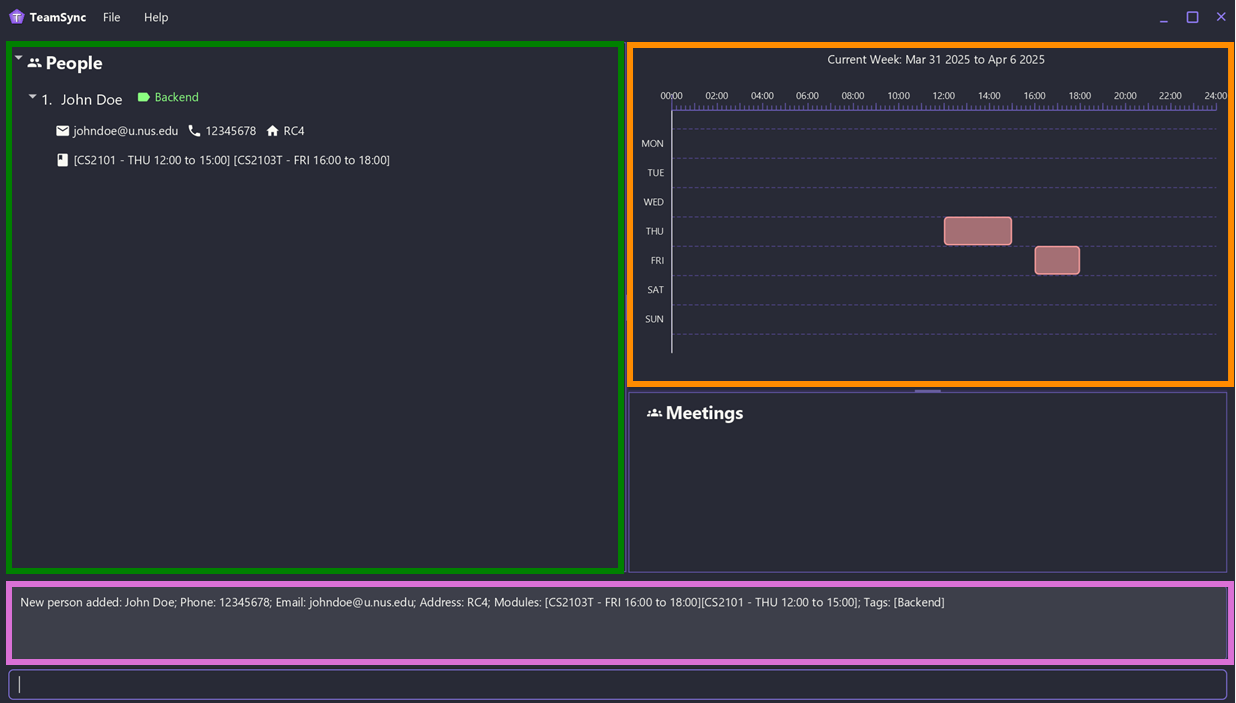 TeamSync File Help
People
1. John Doe Backend
johndoe@u.nus.edu 12345678 RC4
[CS2101 - THU 12:00 to 15:00] [CS2103T - FRI 16:00 to 18:00]
Current Week: Mar 31 2025 to Apr 6 2025
00:00 02:00 04:00 06:00 08:00 10:00 12:00 14:00 16:00 18:00 20:00 22:00 24:00
MON
TUE
WED
THU
FRI
SAT
SUN
Meetings
New person added: John Doe; Phone: 12345678; Email: johndoe@u.nus.edu; Address: RC4; Modules: [CS2103T - FRI 16:00 to 18:00][CS2101 - THU 12:00 to 15:00]; Tags: [Backend]